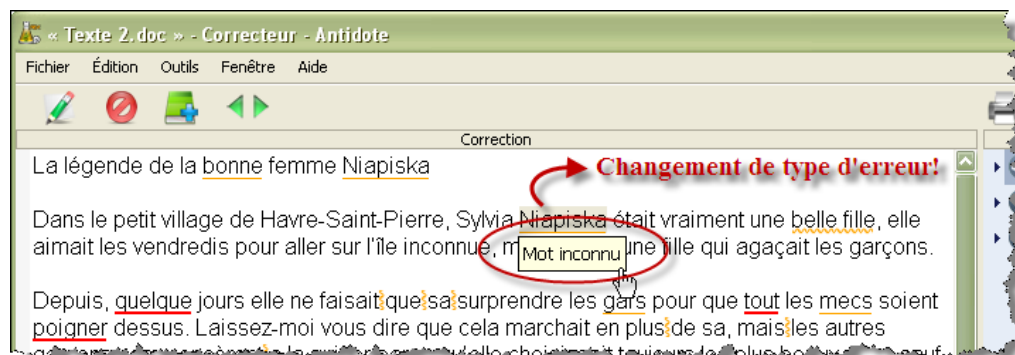 « Texte 2.doc » - Correcteur - Antidote
Fichier Édition Outils Fenêtre Aide
Correction
La légende de la bonne femme Niapiska
Changement de type d'erreur!
Dans le petit village de Havre-Saint-Pierre, Sylvia Niapiska était vraiment une belle fille, elle
aimait les vendredis pour aller sur l'île inconnue, m une fille qui agaçait les garçons.
Mot inconnu
Depuis, quelque jours elle ne faisait que sa surprendre les gars pour que tout les mecs soient
poigner dessus. Laissez-moi vous dire que cela marchait en plus de sa, mais les autres